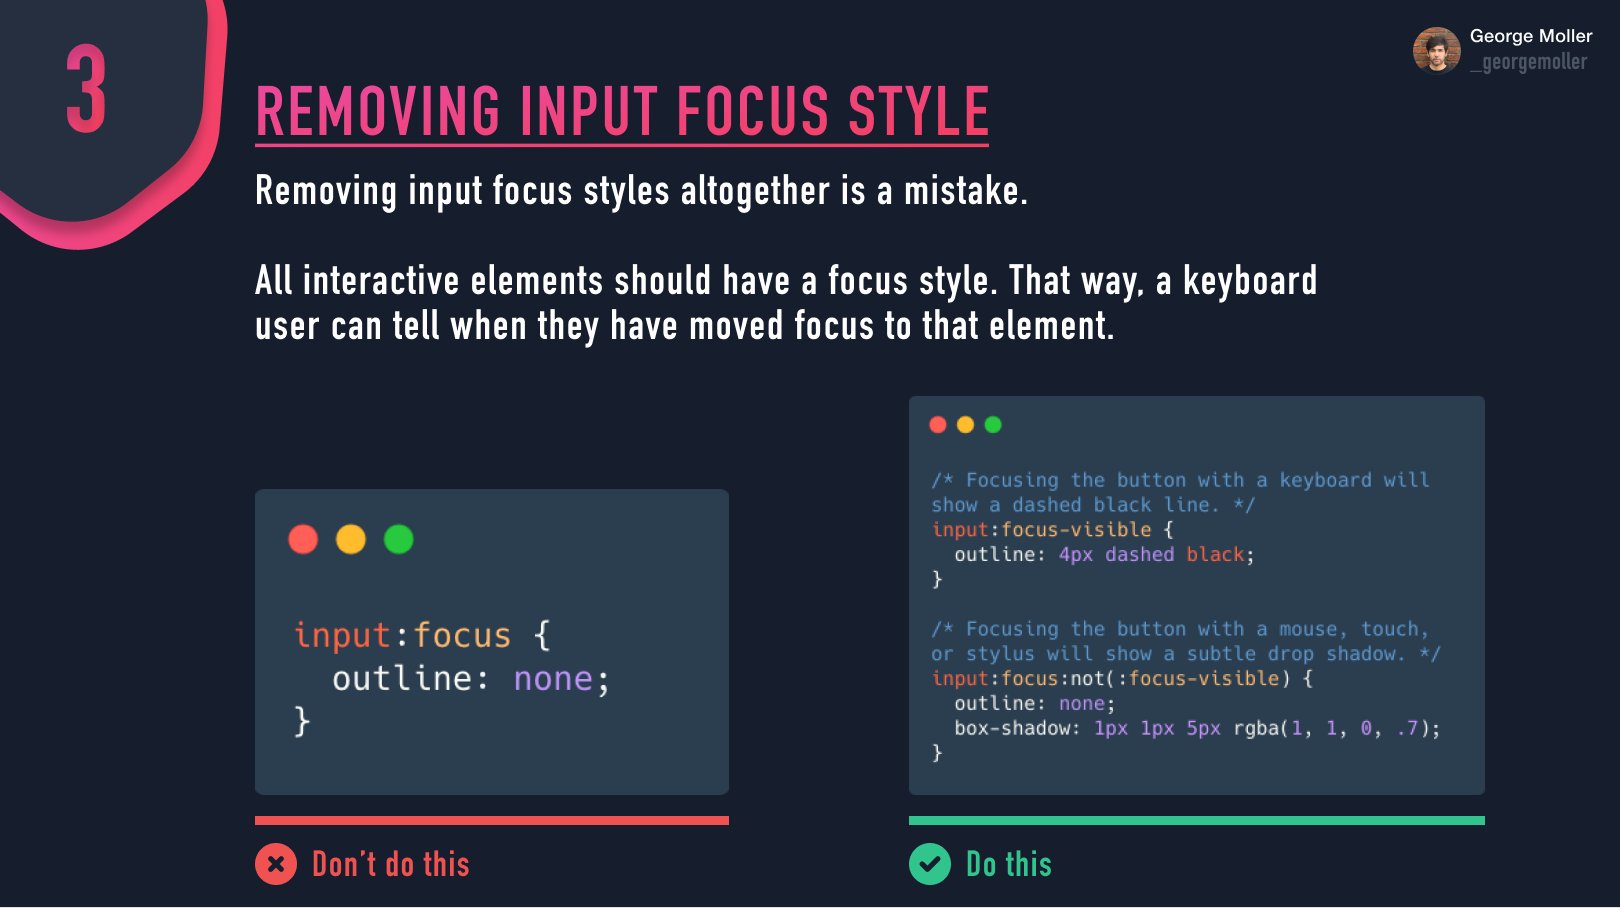 3
George Moller
_georgemoller
REMOVING INPUT FOCUS STYLE
Removing input focus styles altogether is a mistake.
All interactive elements should have a focus style. That way, a keyboard
user can tell when they have moved focus to that element.
input:focus {
  outline: none;
}
Don't do this
/* Focusing the button with a keyboard will
show a dashed black line. */
input:focus-visible {
  outline: 4px dashed black;
}
/* Focusing the button with a mouse, touch,
or stylus will show a subtle drop shadow. */
input:focus:not(:focus-visible) {
  outline: none;
  box-shadow: 1px 1px 5px rgba(1, 1, 0, .7);
}
Do this